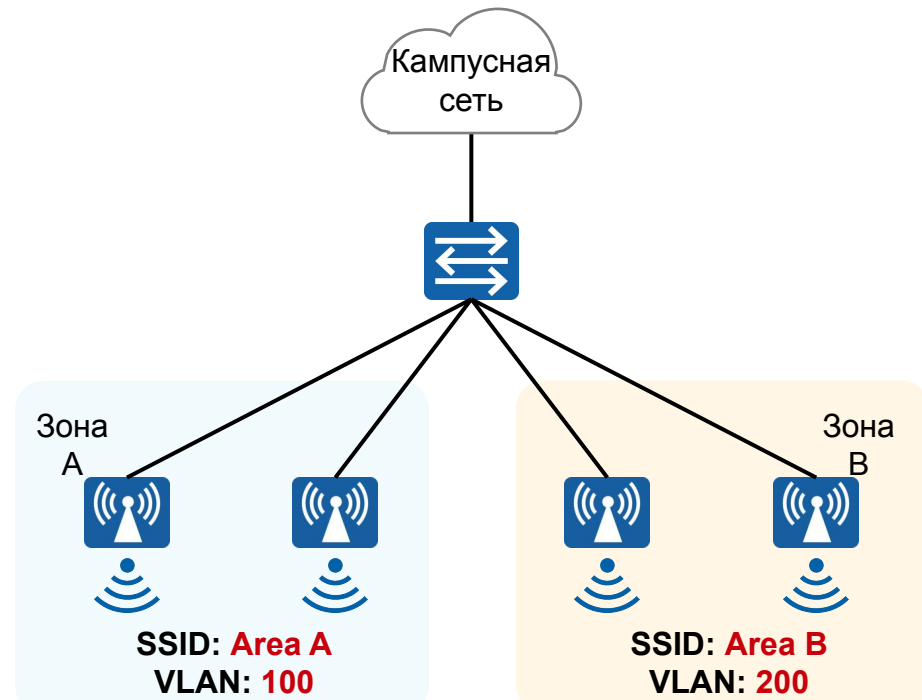 Кампусная
сеть
Зона
A
Зона
B
SSID: Area A
VLAN: 100
SSID: Area B
VLAN: 200